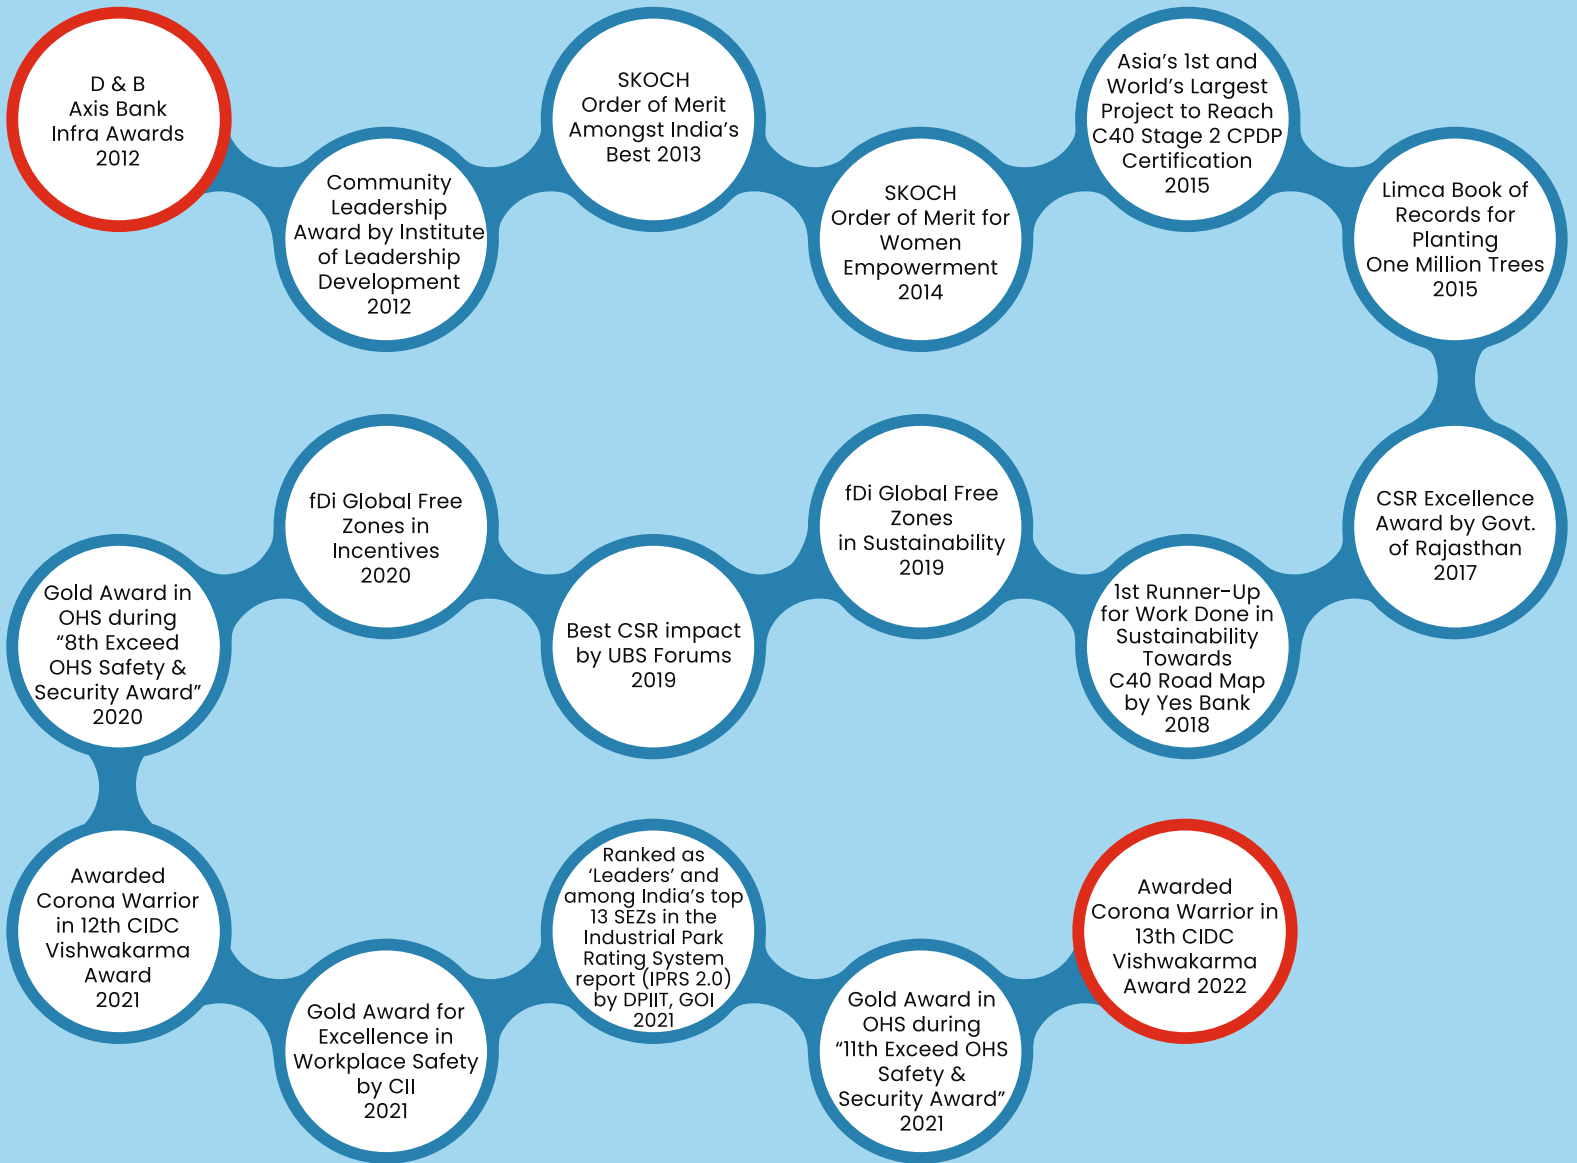 D & B
Axis Bank
Infra Awards
2012
Community
Leadership
Award by Institute
of Leadership
Development
2012
SKOCH
Order of Merit
Amongst India's
Best 2013
SKOCH
Order of Merit for
Women
Empowerment
2014
Asia's 1st and
World's Largest
Project to Reach
C40 Stage 2 CPDP
Certification
2015
Limca Book of
Records for
Planting
One Million Trees
2015
CSR Excellence
Award by Govt.
of Rajasthan
2017
1st Runner-Up
for Work Done in
Sustainability
Towards
C40 Road Map
by Yes Bank
2018
fDi Global Free
Zones
in Sustainability
2019
Best CSR impact
by UBS Forums
2019
fDi Global Free
Zones in
Incentives
2020
Gold Award in
OHS during
“8th Exceed
OHS Safety &
Security Award”
2020
Awarded
Corona Warrior
in 12th CIDC
Vishwakarma
Award
2021
Gold Award for
Excellence in
Workplace Safety
by CII
2021
Ranked as
‘Leaders’ and
among India's top
13 SEZs in the
Industrial Park
Rating System
report (IPRS 2.0)
by DPIIT, GOI
2021
Gold Award in
OHS during
“11th Exceed OHS
Safety &
Security Award”
2021
Awarded
Corona Warrior in
13th CIDC
Vishwakarma
Award 2022